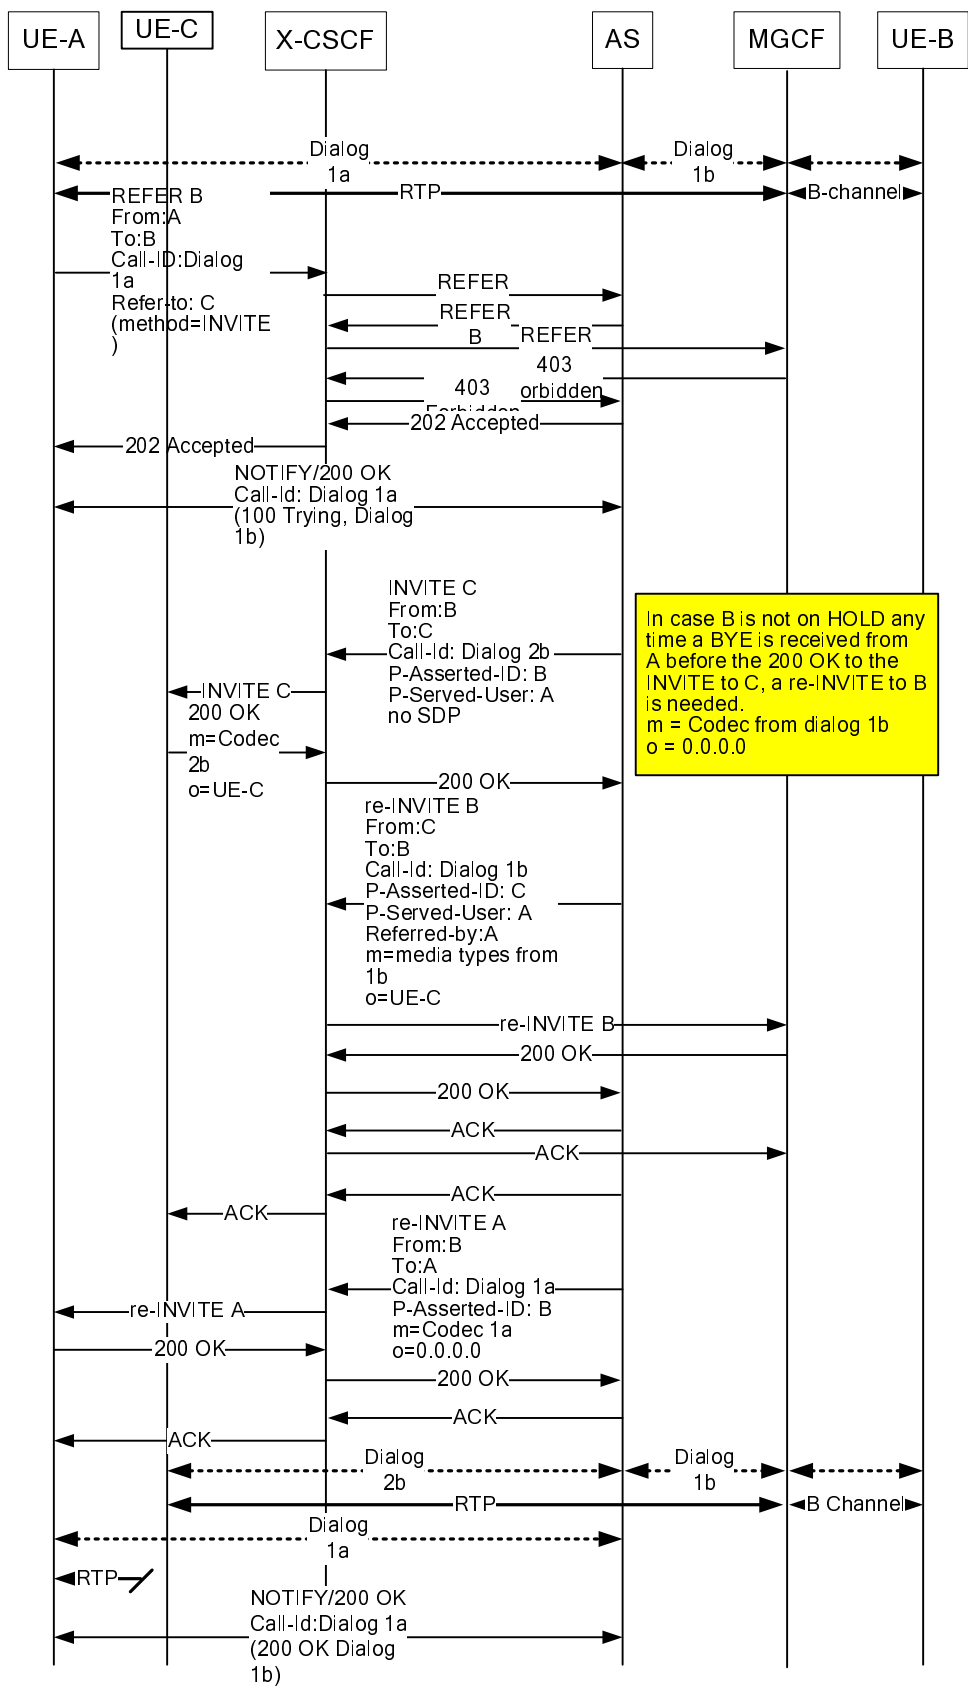 UE-A
UE-C
X-CSCF
AS
MGCF
UE-B
Dialog
1a
Dialog
1b
RTP
B-channel
REFER B
From:A
To:B
Call-ID:Dialog
1a
Refer-to: C
(method=INVITE
)
REFER
REFER
B
REFER
403
orbidden
403
Forbidden
202 Accepted
202 Accepted
NOTIFY/200 OK
Call-Id: Dialog 1a
(100 Trying, Dialog
1b)
INVITE C
From:B
To:C
Call-Id: Dialog 2b
P-Asserted-ID: B
P-Served-User: A
no SDP
In case B is not on HOLD any
time a BYE is received from
A before the 200 OK to the
INVITE to C, a re-INVITE to B
is needed.
m = Codec from dialog 1b
o = 0.0.0.0
INVITE C
200 OK
m=Codec
2b
o=UE-C
200 OK
re-INVITE B
From:C
To:B
Call-Id: Dialog 1b
P-Asserted-ID: C
P-Served-User: A
Referred-by:A
m=media types from
1b
o=UE-C
re-INVITE B
200 OK
200 OK
ACK
ACK
ACK
ACK
re-INVITE A
From:B
To:A
Call-Id: Dialog 1a
P-Asserted-ID: B
m=Codec 1a
o=0.0.0.0
re-INVITE A
200 OK
200 OK
ACK
ACK
Dialog
2b
Dialog
1b
RTP
B Channel
Dialog
1a
RTP
NOTIFY/200 OK
Call-Id:Dialog 1a
(200 OK Dialog
1b)